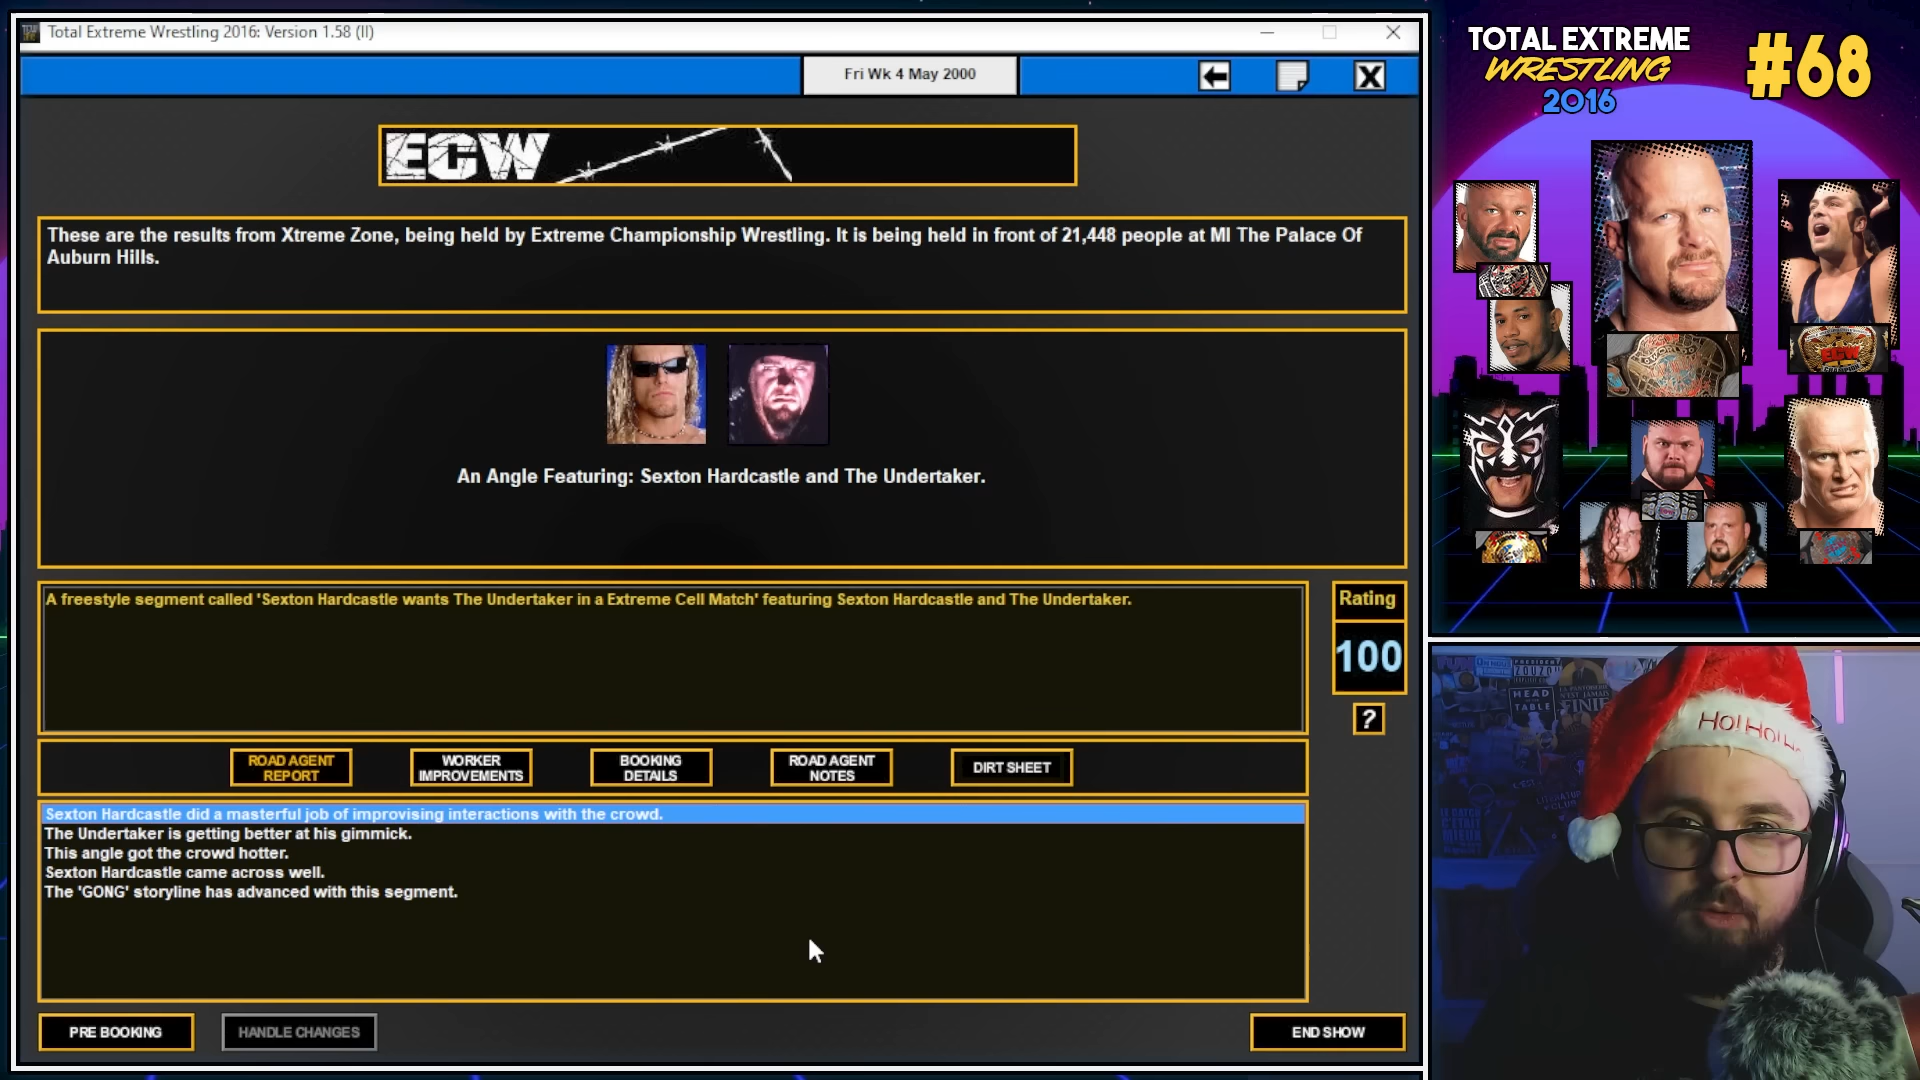 Total Extreme Wrestling 2016: Version 1.58 (II)
Fri Wk 4 May 2000
X
ECW
These are the results from Xtreme Zone, being held by Extreme Championship Wrestling. It is being held in front of 21,448 people at MI The Palace Of
Auburn Hills.
An Angle Featuring: Sexton Hardcastle and The Undertaker.
A freestyle segment called 'Sexton Hardcastle wants The Undertaker in a Extreme Cell Match' featuring Sexton Hardcastle and The Undertaker.
Rating
100
?
ROAD AGENT
REPORT
WORKER
IMPROVEMENTS
BOOKING
DETAILS
ROAD AGENT
NOTES
DIRT SHEET
Sexton Hardcastle did a masterful job of improvising interactions with the crowd.
The Undertaker is getting better at his gimmick.
This angle got the crowd hotter.
Sexton Hardcastle came across well.
The 'GONG' storyline has advanced with this segment.
PRE BOOKING
HANDLE CHANGES
END SHOW
TOTAL EXTREME
WRESTLING
2016
#68
ECW
HEAD
OF THE
TABLE
Ho! Ho! H